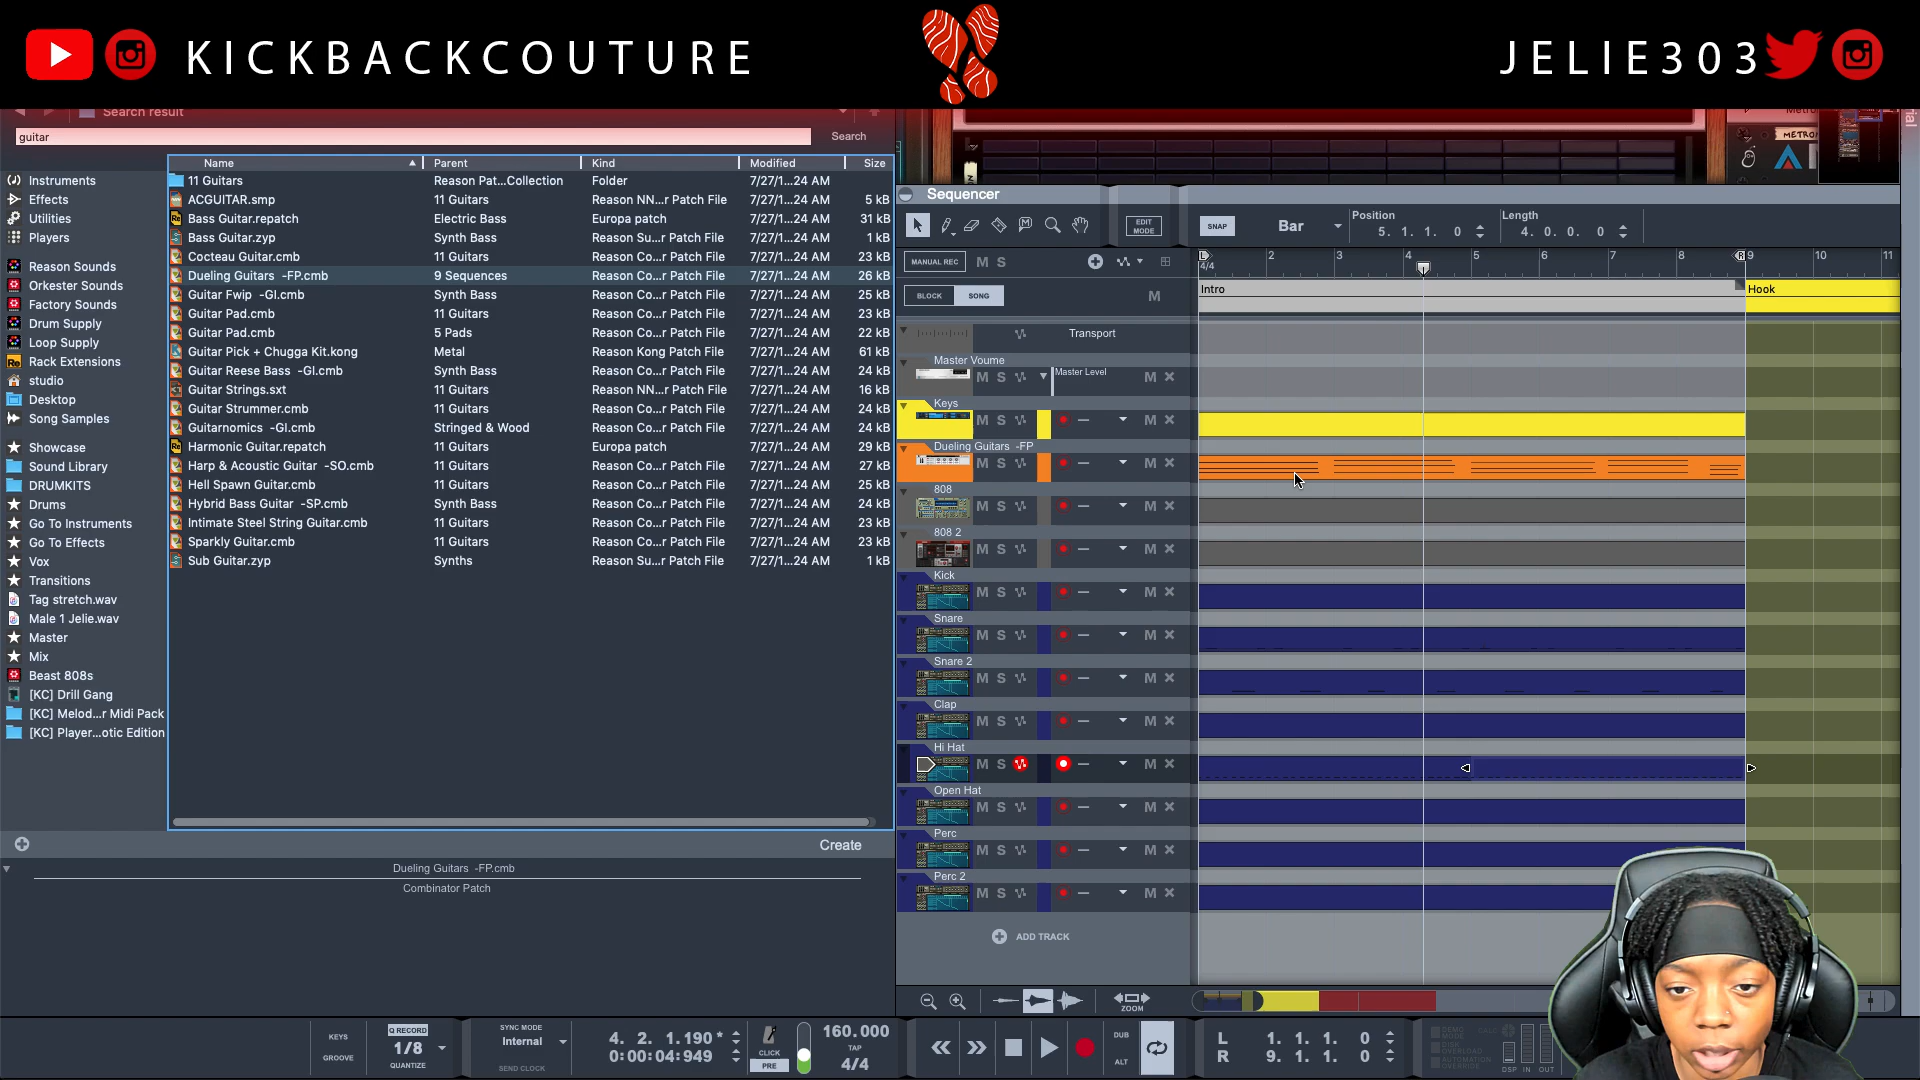 KICKBACKCOUTURE
JELIE303
Search result
guitar
Search
Name Parent Kind Modified Size
11 Guitars Reason Pat...Collection Folder 7/27/1...24 AM
ACGUITAR.smp 11 Guitars Reason NN...r Patch File 7/27/1...24 AM 5 kB
Bass Guitar.repatch Electric Bass Europa patch 7/27/1...24 AM 31 kB
Bass Guitar.zyp Synth Bass Reason Su...r Patch File 7/27/1...24 AM 1 kB
Cocteau Guitar.cmb 11 Guitars Reason Co...r Patch File 7/27/1...24 AM 23 kB
Dueling Guitars -FP.cmb 9 Sequences Reason Co...r Patch File 7/27/1...24 AM 26 kB
Guitar Fwip -GI.cmb Synth Bass Reason Co...r Patch File 7/27/1...24 AM 25 kB
Guitar Pad.cmb 11 Guitars Reason Co...r Patch File 7/27/1...24 AM 23 kB
Guitar Pad.cmb 5 Pads Reason Co...r Patch File 7/27/1...24 AM 22 kB
Guitar Pick + Chugga Kit.kong Metal Reason Kong Patch File 7/27/1...24 AM 61 kB
Guitar Reese Bass -GI.cmb Synth Bass Reason Co...r Patch File 7/27/1...24 AM 24 kB
Guitar Strings.sxt 11 Guitars Reason NN...r Patch File 7/27/1...24 AM 16 kB
Guitar Strummer.cmb 11 Guitars Reason Co...r Patch File 7/27/1...24 AM 24 kB
Guitarnomics -GI.cmb Stringed & Wood Reason Co...r Patch File 7/27/1...24 AM 24 kB
Harmonic Guitar.repatch 11 Guitars Europa patch 7/27/1...24 AM 29 kB
Harp & Acoustic Guitar -SO.cmb 11 Guitars Reason Co...r Patch File 7/27/1...24 AM 27 kB
Hell Spawn Guitar.cmb 11 Guitars Reason Co...r Patch File 7/27/1...24 AM 25 kB
Hybrid Bass Guitar -SP.cmb Synth Bass Reason Co...r Patch File 7/27/1...24 AM 24 kB
Intimate Steel String Guitar.cmb 11 Guitars Reason Co...r Patch File 7/27/1...24 AM 23 kB
Sparkly Guitar.cmb 11 Guitars Reason Co...r Patch File 7/27/1...24 AM 23 kB
Sub Guitar.zyp Synths Reason Su...r Patch File 7/27/1...24 AM 1 kB
Instruments
Effects
Utilities
Players
Reason Sounds
Orkester Sounds
Factory Sounds
Drum Supply
Loop Supply
Rack Extensions
studio
Desktop
Song Samples
Showcase
Sound Library
DRUMKITS
Drums
Go To Instruments
Go To Effects
Vox
Transitions
Tag stretch.wav
Male 1 Jelie.wav
Master
Mix
Beast 808s
[KC] Drill Gang
[KC] Melod...r Midi Pack
[KC] Player...otic Edition
Create
Dueling Guitars -FP.cmb
Combinator Patch
Sequencer
EDIT MODE
SNAP
Bar
Position
5. 1. 1. 0
Length
4. 0. 0. 0
MANUAL REC M S
L 2 3 4 5 6 7 8 R 9 10 11
4/4
BLOCK SONG M
Intro Hook
Transport
Master Voume
M S Master Level M
Keys
M S M
Dueling Guitars -FP
M S M
808
M S M
808 2
M S M
Kick
M S M
Snare
M S M
Snare 2
M S M
Clap
M S M
Hi Hat
M S M
Open Hat
M S M
Perc
M S M
Perc 2
M S M
ADD TRACK
ZOOM
KEYS
GROOVE
Q RECORD
1/8
QUANTIZE
SYNC MODE
Internal
SEND CLOCK
4. 2. 1.190 *
0:00:04:949
CLICK
PRE
160.000
TAP
4/4
DUB
ALT
L 1. 1. 1. 0
R 9. 1. 1. 0
DSP IN OUT